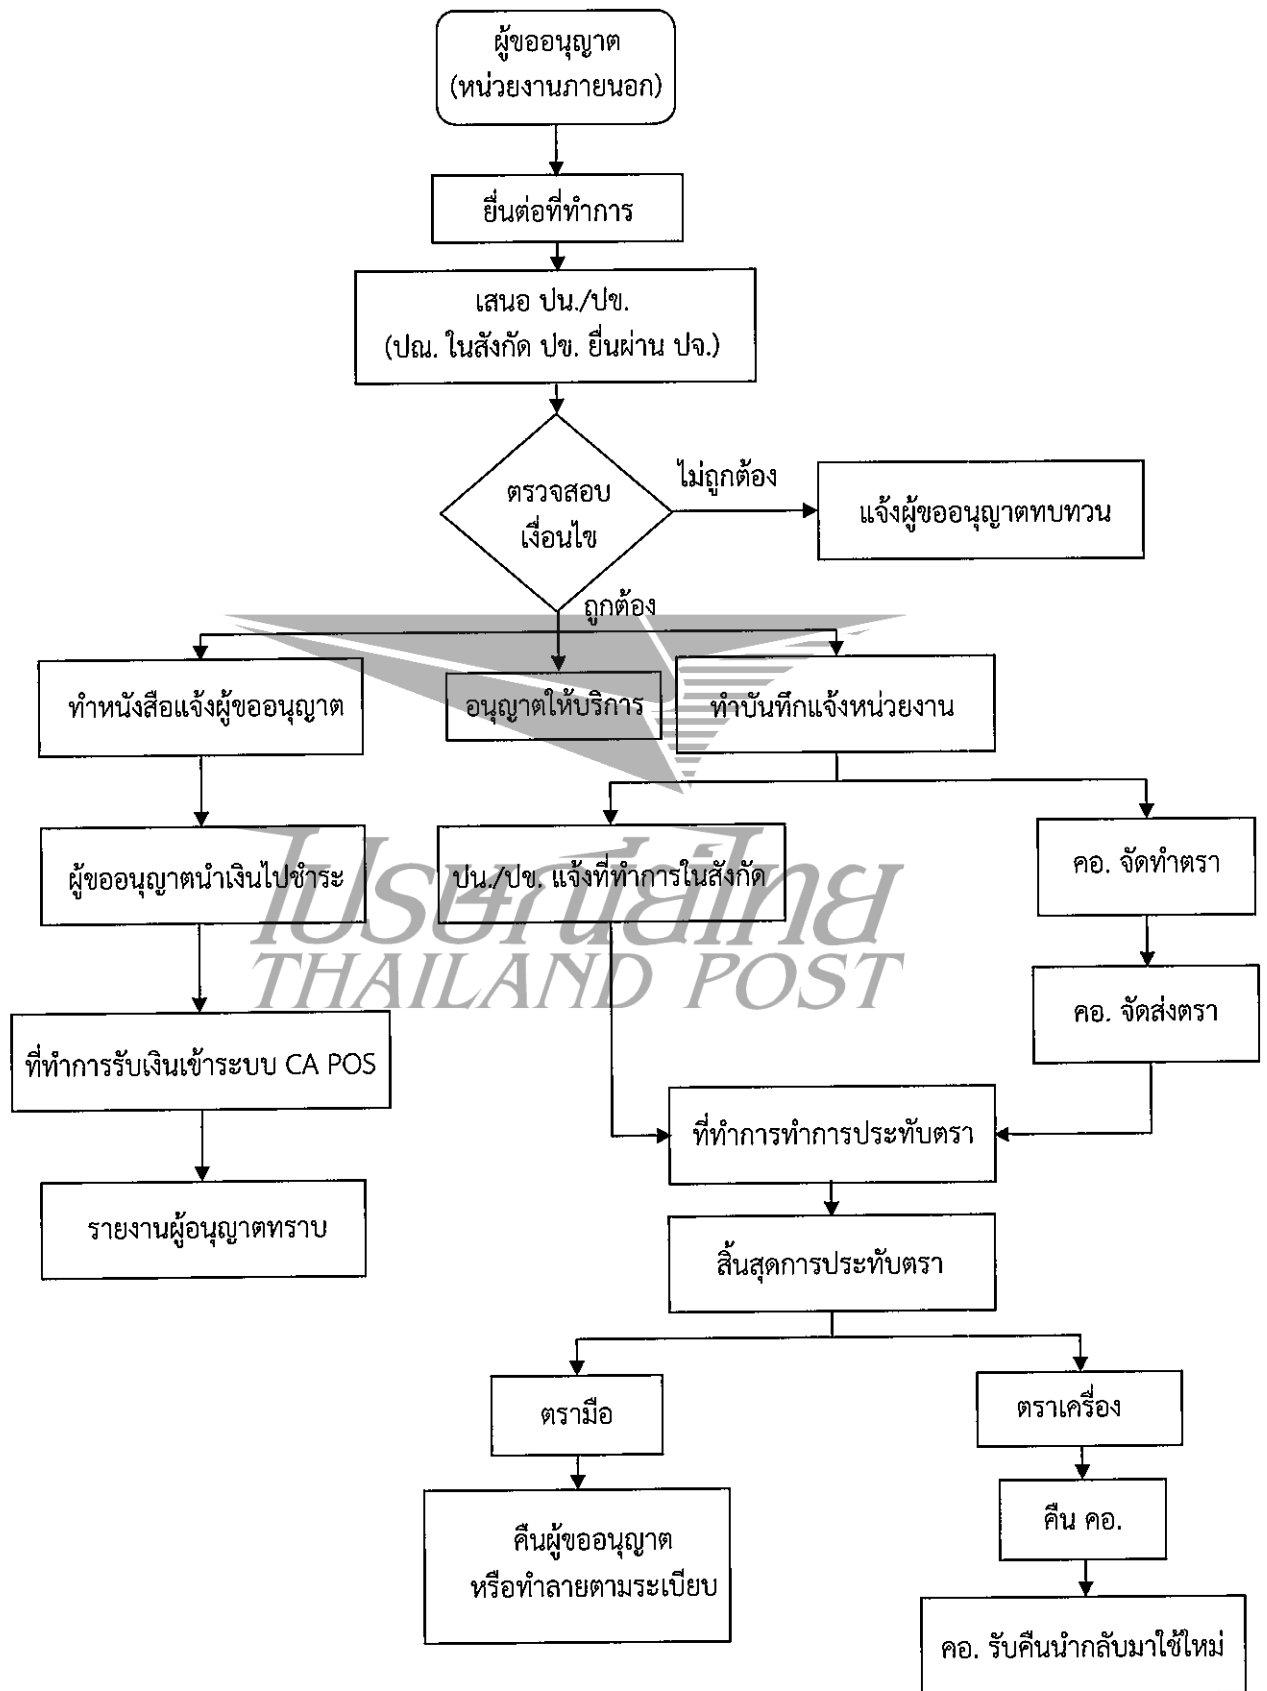 ผู้ขออนุญาต
(หน่วยงานภายนอก)
ยื่นต่อที่ทำการ
เสนอ ปน./ปข.
(ปณ. ในสังกัด ปข. ยื่นผ่าน ปจ.)
ตรวจสอบ
เงื่อนไข
ไม่ถูกต้อง
แจ้งผู้ขออนุญาตทบทวน
ถูกต้อง
ทำหนังสือแจ้งผู้ขออนุญาต
อนุญาตให้บริการ
ทำบันทึกแจ้งหน่วยงาน
ผู้ขออนุญาตนำเงินไปชำระ
ปน./ปข. แจ้งที่ทำการในสังกัด
คอ. จัดทำตรา
ไปรษณีย์ไทย
THAILAND POST
คอ. จัดส่งตรา
ที่ทำการรับเงินเข้าระบบ CA POS
ที่ทำการทำการประทับตรา
รายงานผู้อนุญาตทราบ
สิ้นสุดการประทับตรา
ตรามือ
ตราเครื่อง
คืนผู้ขออนุญาต
หรือทำลายตามระเบียบ
คืน คอ.
คอ. รับคืนนำกลับมาใช้ใหม่